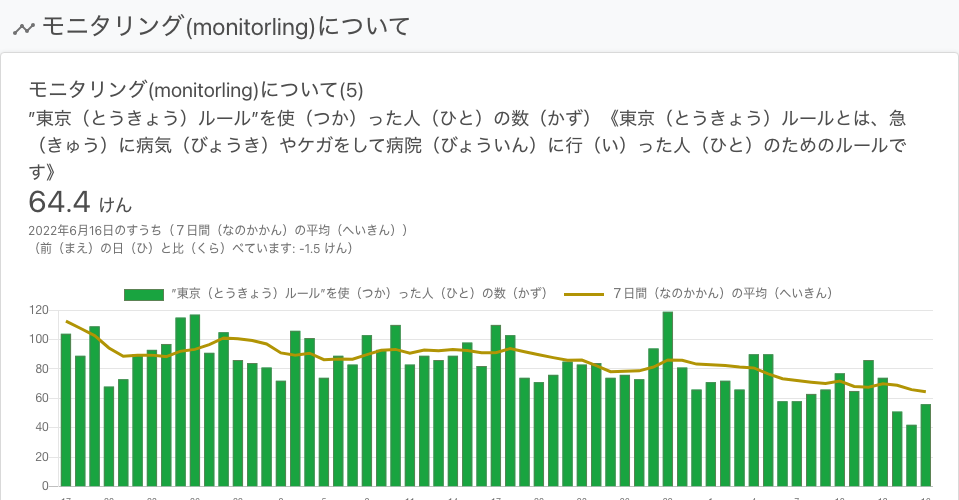 モニタリング(monitorling)について
モニタリング(monitorling)について(5)
”東京（とうきょう）ルール”を使（つか）った人（ひと）の数（かず）《東京（とうきょう）ルールとは、急
（きゅう）に病気（びょうき）やケガをして病院（びょういん）に行（い）った人（ひと）のためのルールで
す》
64.4 けん
2022年6月16日のすうち（７日間（なのかかん）の平均（へいきん））
（前（まえ）の日（ひ）と比（くら）べています: -1.5 けん）
”東京（とうきょう）ルール”を使（つか）った人（ひと）の数（かず） ７日間（なのかかん）の平均（へいきん）
120
100
80
60
40
20
0